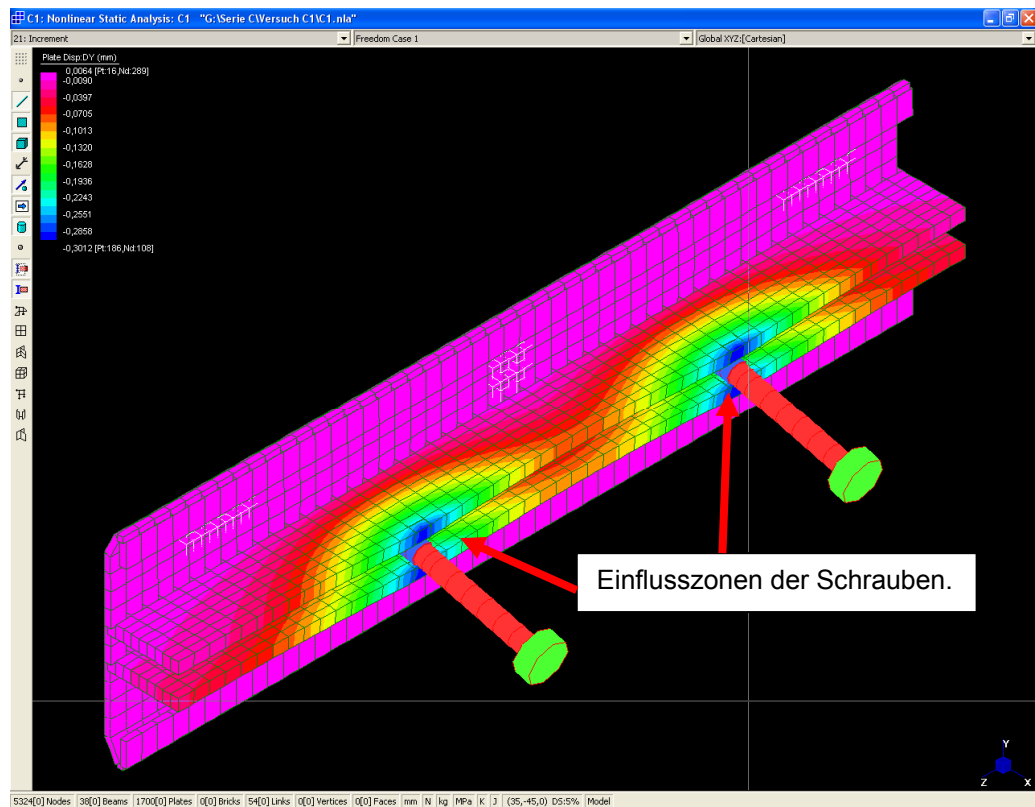 C1: Nonlinear Static Analysis: C1 "G:\Serie C\Versuch C1\C1.nla"
21: Increment
Freedom Case 1
Global XYZ:[Cartesian]
Plate Disp:DY (mm)
0,0064 [Pt:16,Nd:289]
-0,0090
-0,0397
-0,0705
-0,1013
-0,1320
-0,1628
-0,1936
-0,2243
-0,2551
-0,2858
-0,3012 [Pt:186,Nd:108]
Einflusszonen der Schrauben.
Y
Z
X
5324[0] Nodes 38[0] Beams 1700[0] Plates 0[0] Bricks 54[0] Links 0[0] Vertices 0[0] Faces mm N kg MPa K J (35,-45,0) DS:5% Model